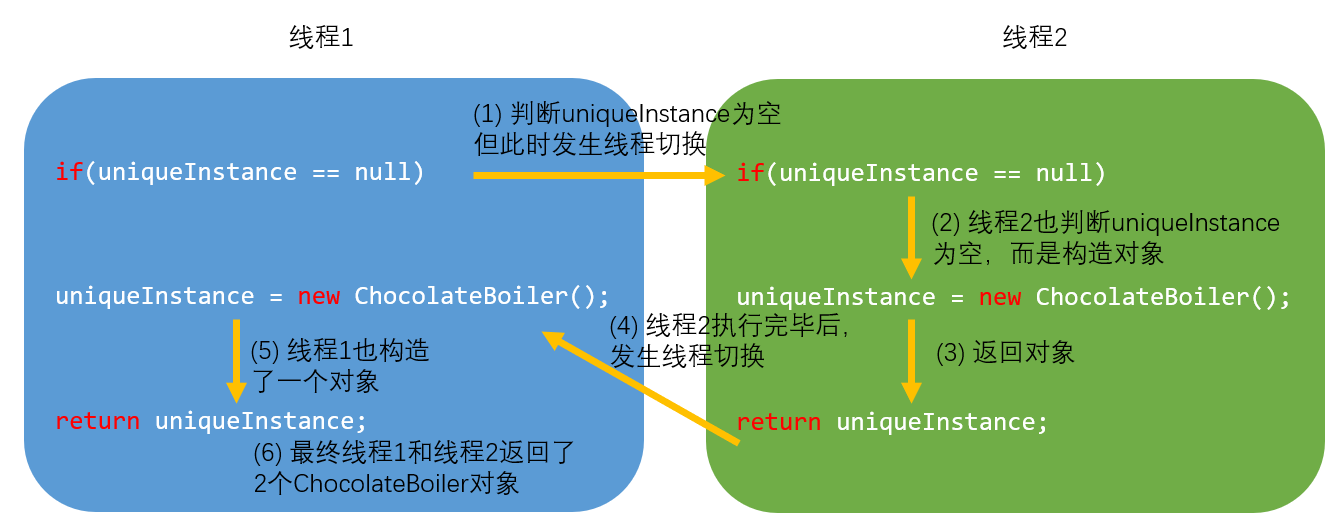 线程1
线程2
(1) 判断uniqueInstance为空
但此时发生线程切换
if(uniqueInstance == null)
if(uniqueInstance == null)
(2) 线程2也判断uniqueInstance
为空，而是构造对象
uniqueInstance = new ChocolateBoiler();
uniqueInstance = new ChocolateBoiler();
(3) 返回对象
(4) 线程2执行完毕后，
发生线程切换
(5) 线程1也构造
了一个对象
return uniqueInstance;
return uniqueInstance;
(6) 最终线程1和线程2返回了
2个ChocolateBoiler对象